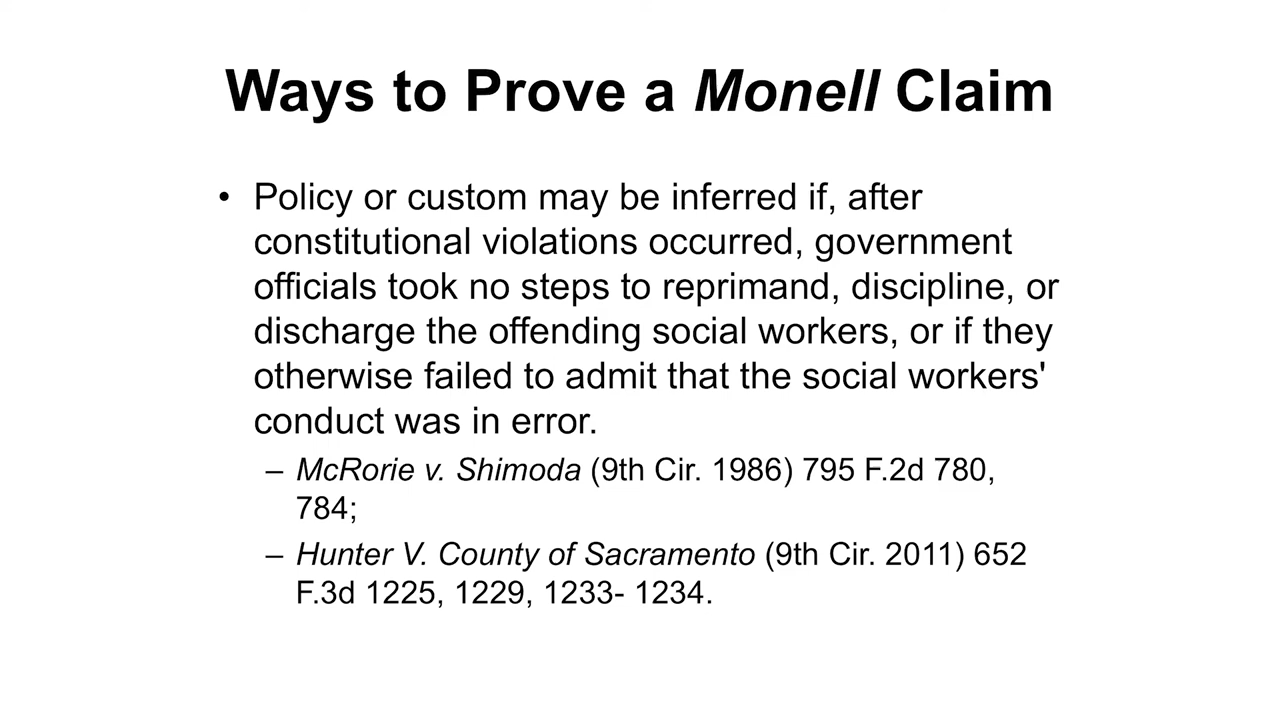 Ways to Prove a Monell Claim
• Policy or custom may be inferred if, after
constitutional violations occurred, government
officials took no steps to reprimand, discipline, or
discharge the offending social workers, or if they
otherwise failed to admit that the social workers'
conduct was in error.
– McRorie v. Shimoda (9th Cir. 1986) 795 F.2d 780,
784;
– Hunter V. County of Sacramento (9th Cir. 2011) 652
F.3d 1225, 1229, 1233- 1234.